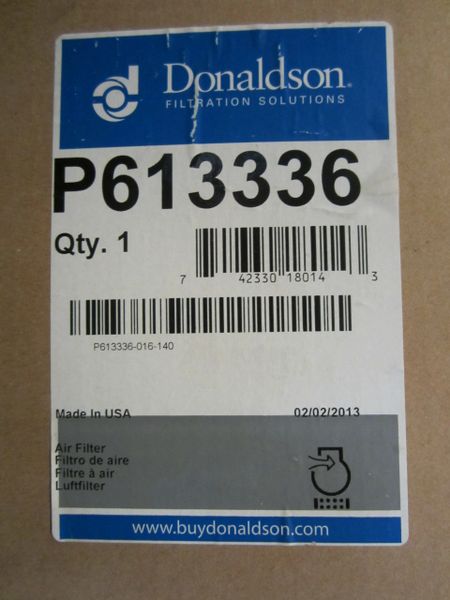 Donaldson®
FILTRATION SOLUTIONS
P613336
Qty. 1
7 42330 18014 3
P613336-016-140
Made In USA 02/02/2013
Air Filter
Filtro de aire
Filtre à air
Luftfilter
www.buydonaldson.com